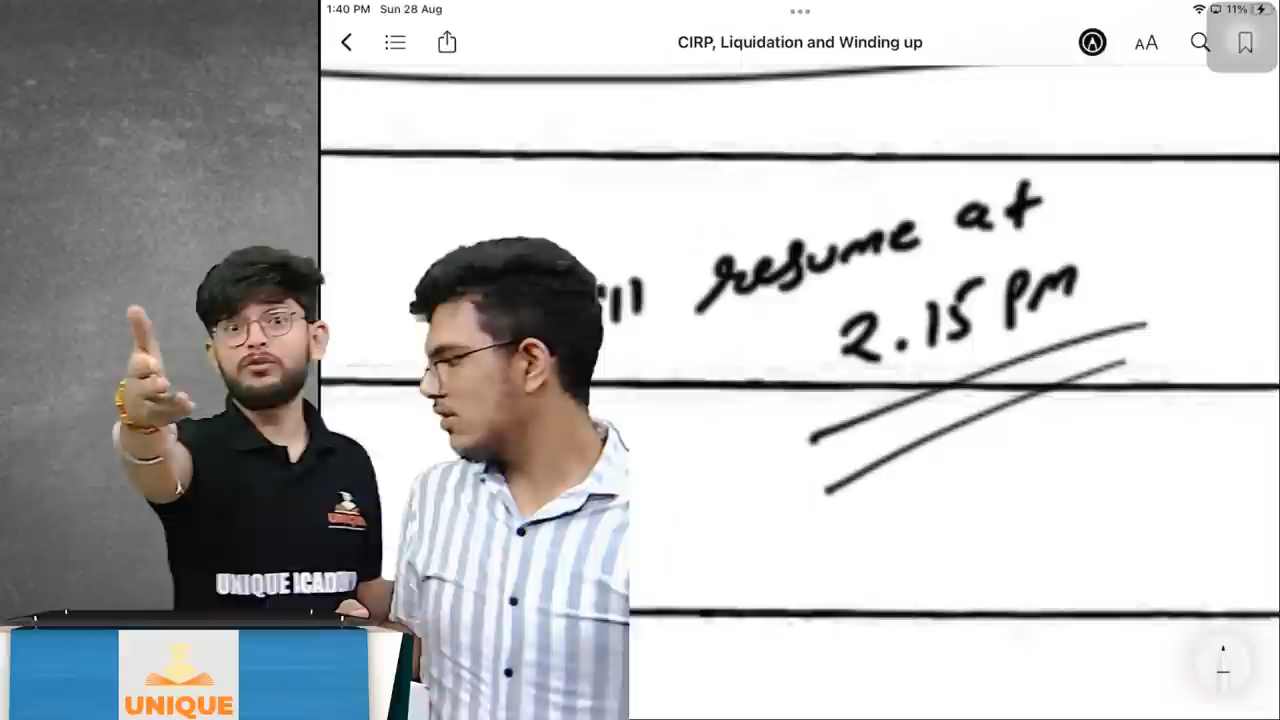 1:40 PM Sun 28 Aug
11%
CIRP, Liquidation and Winding up
AA
resume at
2.15 PM
UNIQUE
UNIQUE